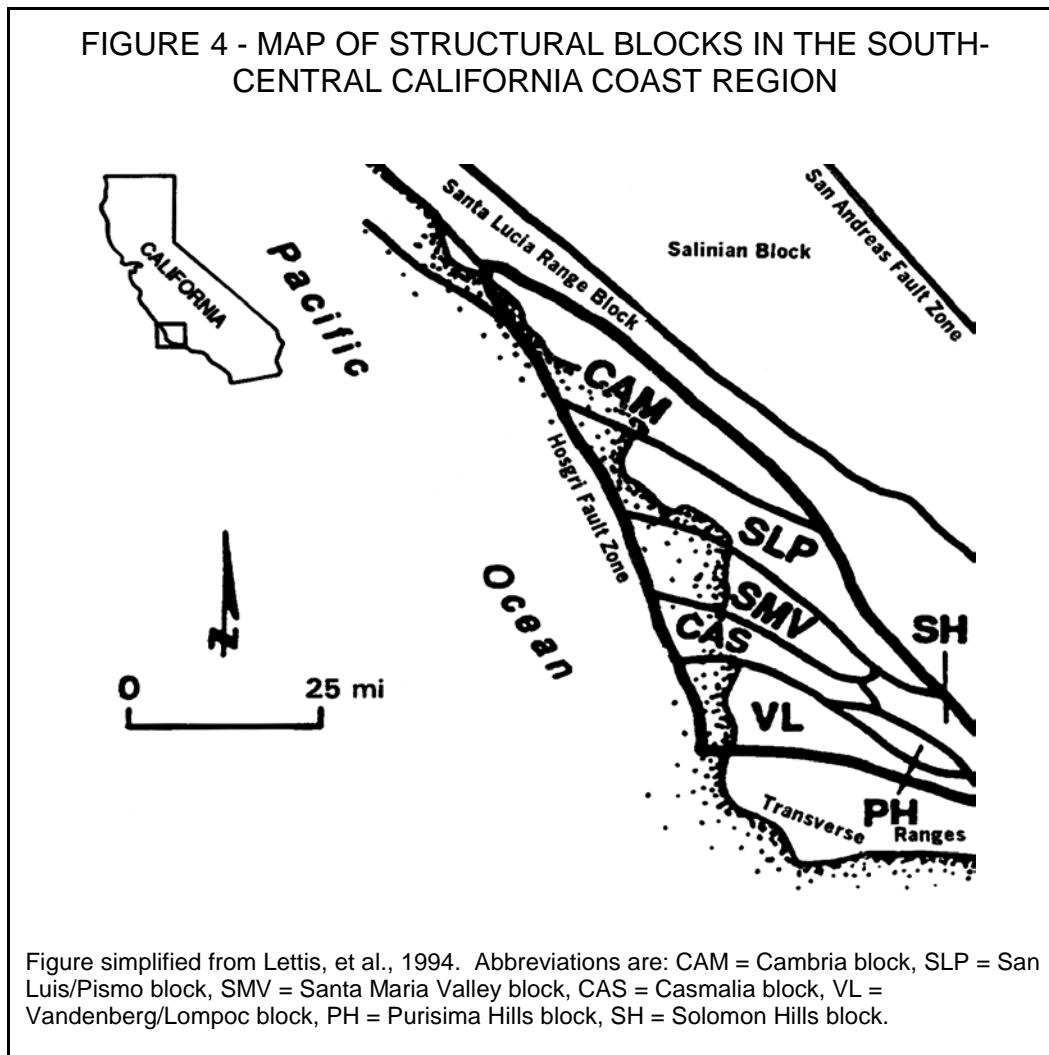 FIGURE 4 - MAP OF STRUCTURAL BLOCKS IN THE SOUTH-
CENTRAL CALIFORNIA COAST REGION
Santa Lucia Range Block
San Andreas Fault Zone
Salinian Block
CALIFORNIA
Pacific
Ocean
Hosgri Fault Zone
CAM
SLP
SMV
SH
CAS
VL
PH
Transverse Ranges
N
0 25 mi
Figure simplified from Lettis, et al., 1994. Abbreviations are: CAM = Cambria block, SLP = San
Luis/Pismo block, SMV = Santa Maria Valley block, CAS = Casmalia block, VL =
Vandenberg/Lompoc block, PH = Purisima Hills block, SH = Solomon Hills block.